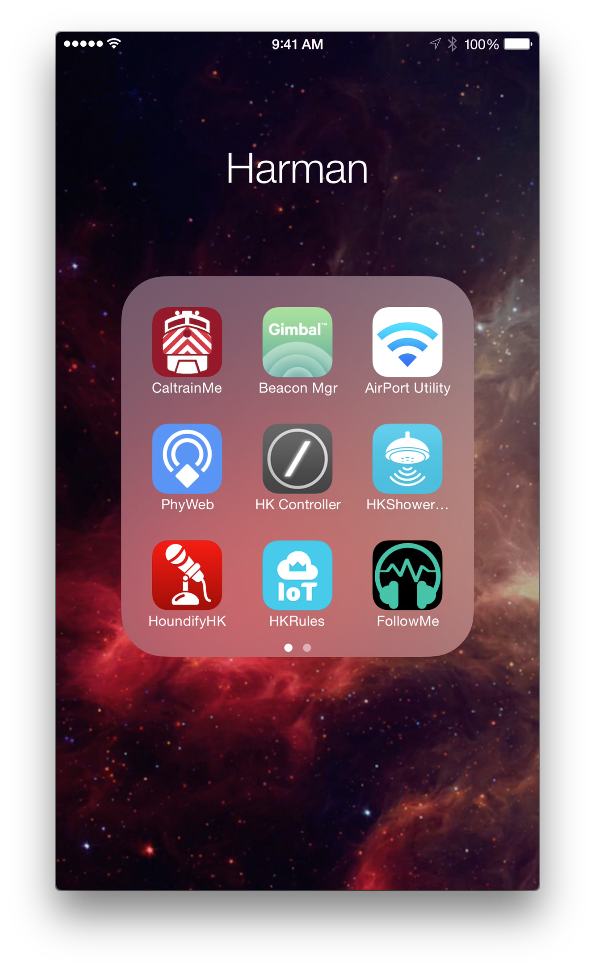 9:41 AM 100%
Harman
Gimbal™
CaltrainMe Beacon Mgr AirPort Utility
PhyWeb HK Controller HKShower…
IoT
HoundifyHK HKRules FollowMe